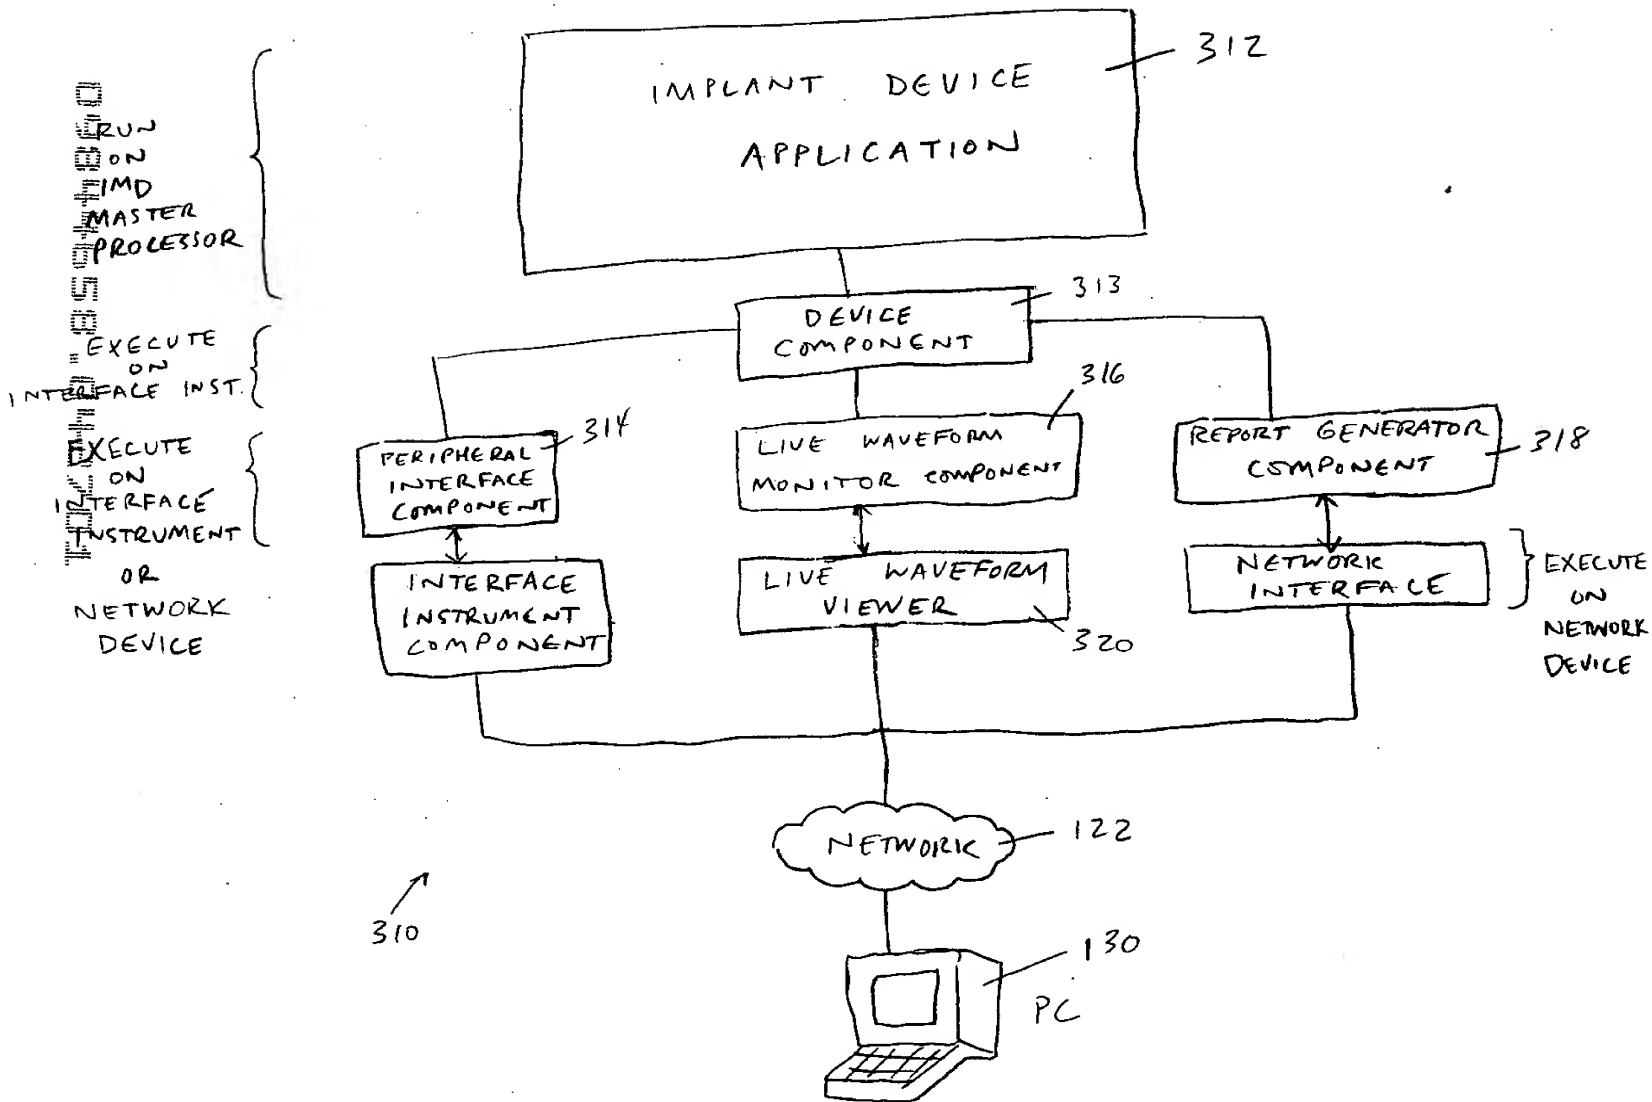 IMPLANT DEVICE
APPLICATION
312
RUN
ON
IMD
MASTER
PROCESSOR
313
DEVICE
COMPONENT
EXECUTE
ON
INTERFACE INST.
316
314
PERIPHERAL
INTERFACE
COMPONENT
LIVE WAVEFORM
MONITOR COMPONENT
REPORT GENERATOR
COMPONENT
318
EXECUTE
ON
INTERFACE
INSTRUMENT
OR
NETWORK
DEVICE
INTERFACE
INSTRUMENT
COMPONENT
LIVE WAVEFORM
VIEWER
320
NETWORK
INTERFACE
EXECUTE
ON
NETWORK
DEVICE
NETWORK
122
310
130
PC